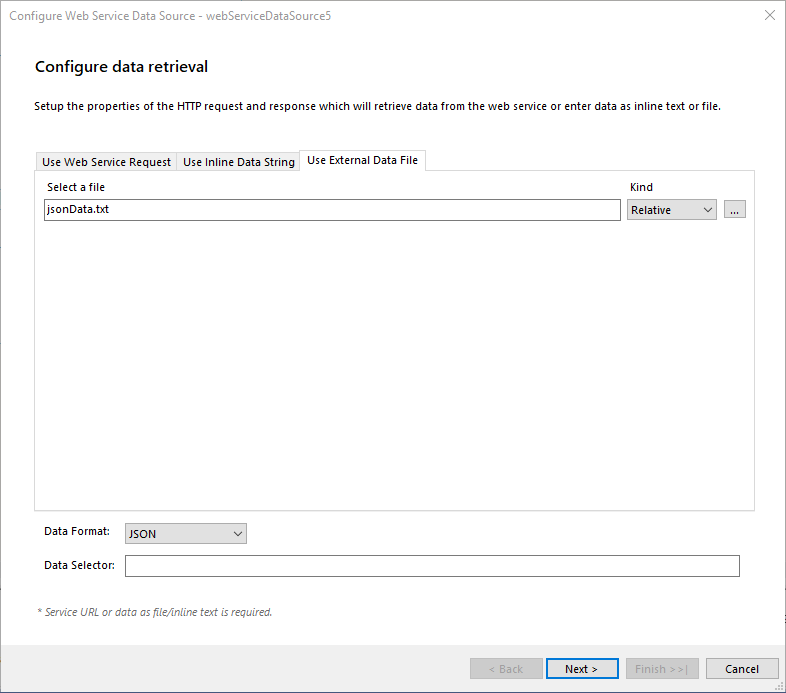 Configure Web Service Data Source - webServiceDataSource5
Configure data retrieval
Setup the properties of the HTTP request and response which will retrieve data from the web service or enter data as inline text or file.
Use Web Service Request Use Inline Data String Use External Data File
Select a file Kind
jsonData.txt Relative ...
Data Format: JSON
Data Selector:
* Service URL or data as file/inline text is required.
< Back Next > Finish >>| Cancel